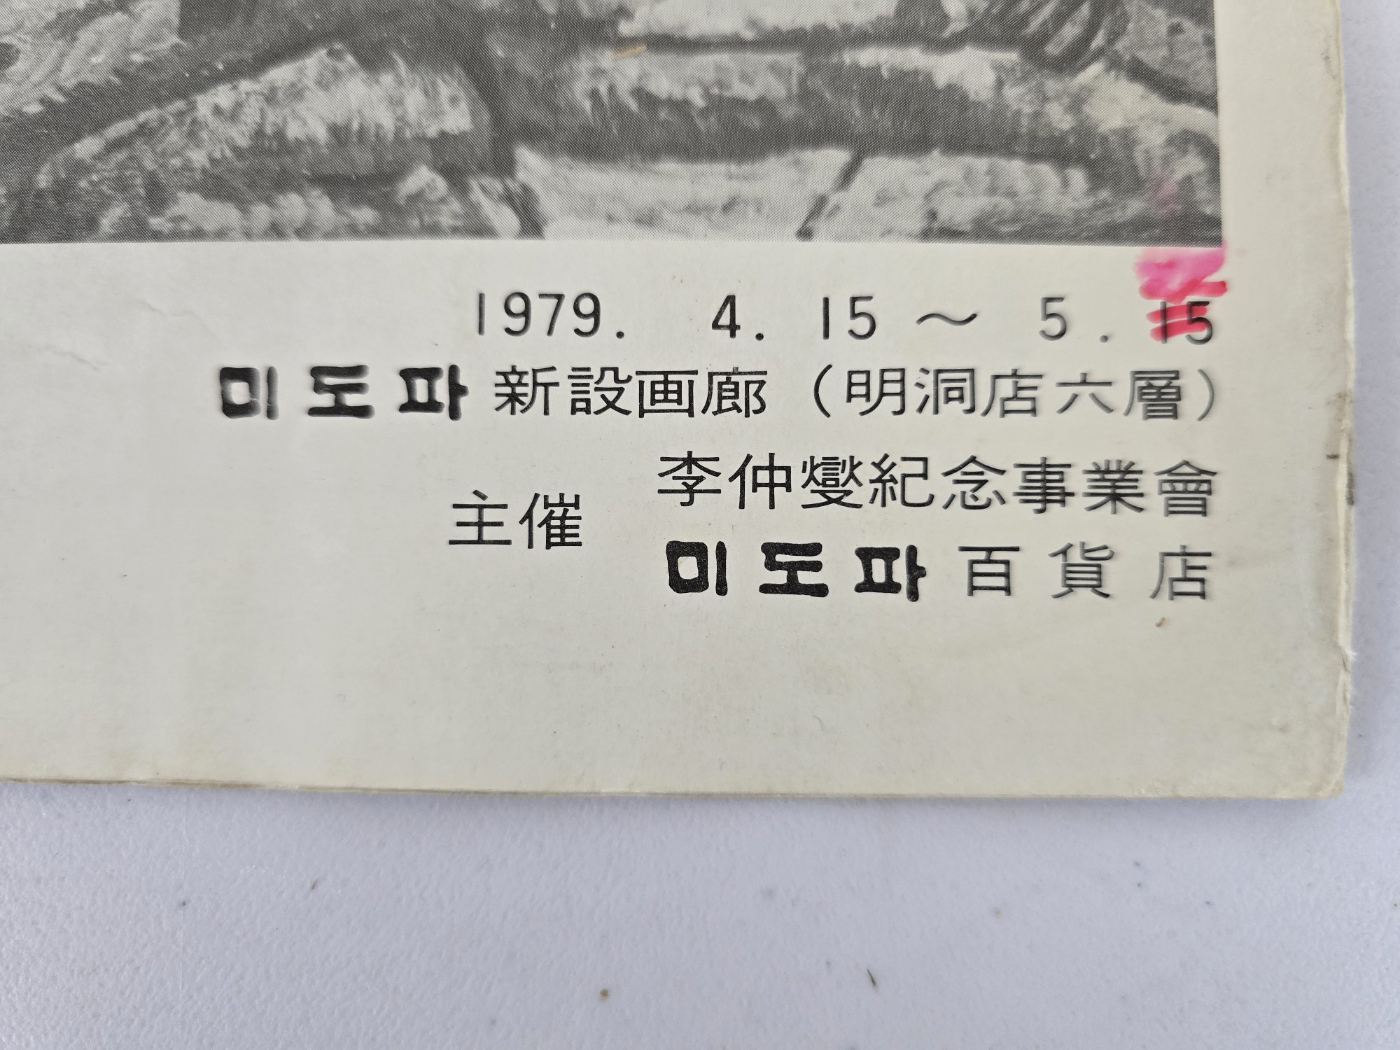 1979. 4. 15 ~ 5. 15
미도파 新設画廊 (明洞店六層)
李仲燮紀念事業會
主催
미도파 百貨店